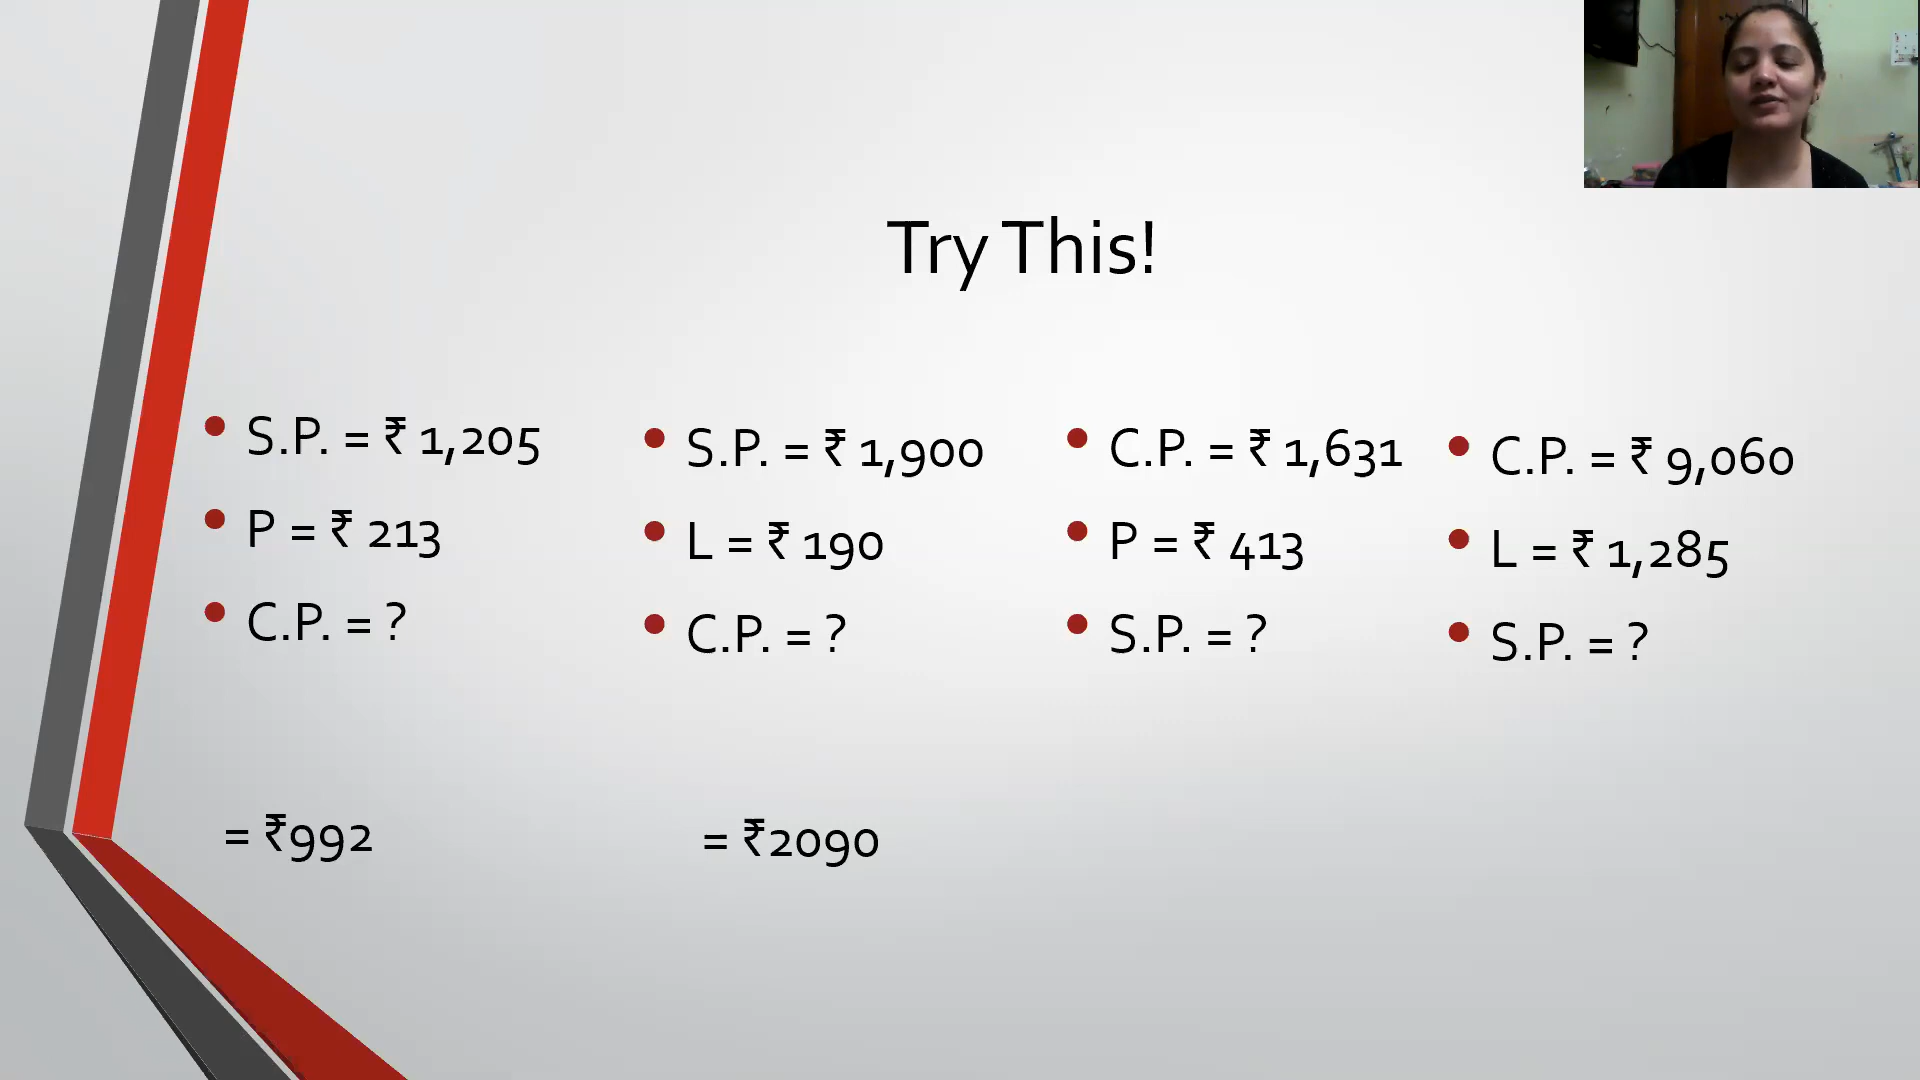 Try This!
S.P. = ₹ 1,205
P = ₹ 213
C.P. = ?
= ₹992
S.P. = ₹ 1,900
L = ₹ 190
C.P. = ?
= ₹2090
C.P. = ₹ 1,631
P = ₹ 413
S.P. = ?
C.P. = ₹ 9,060
L = ₹ 1,285
S.P. = ?